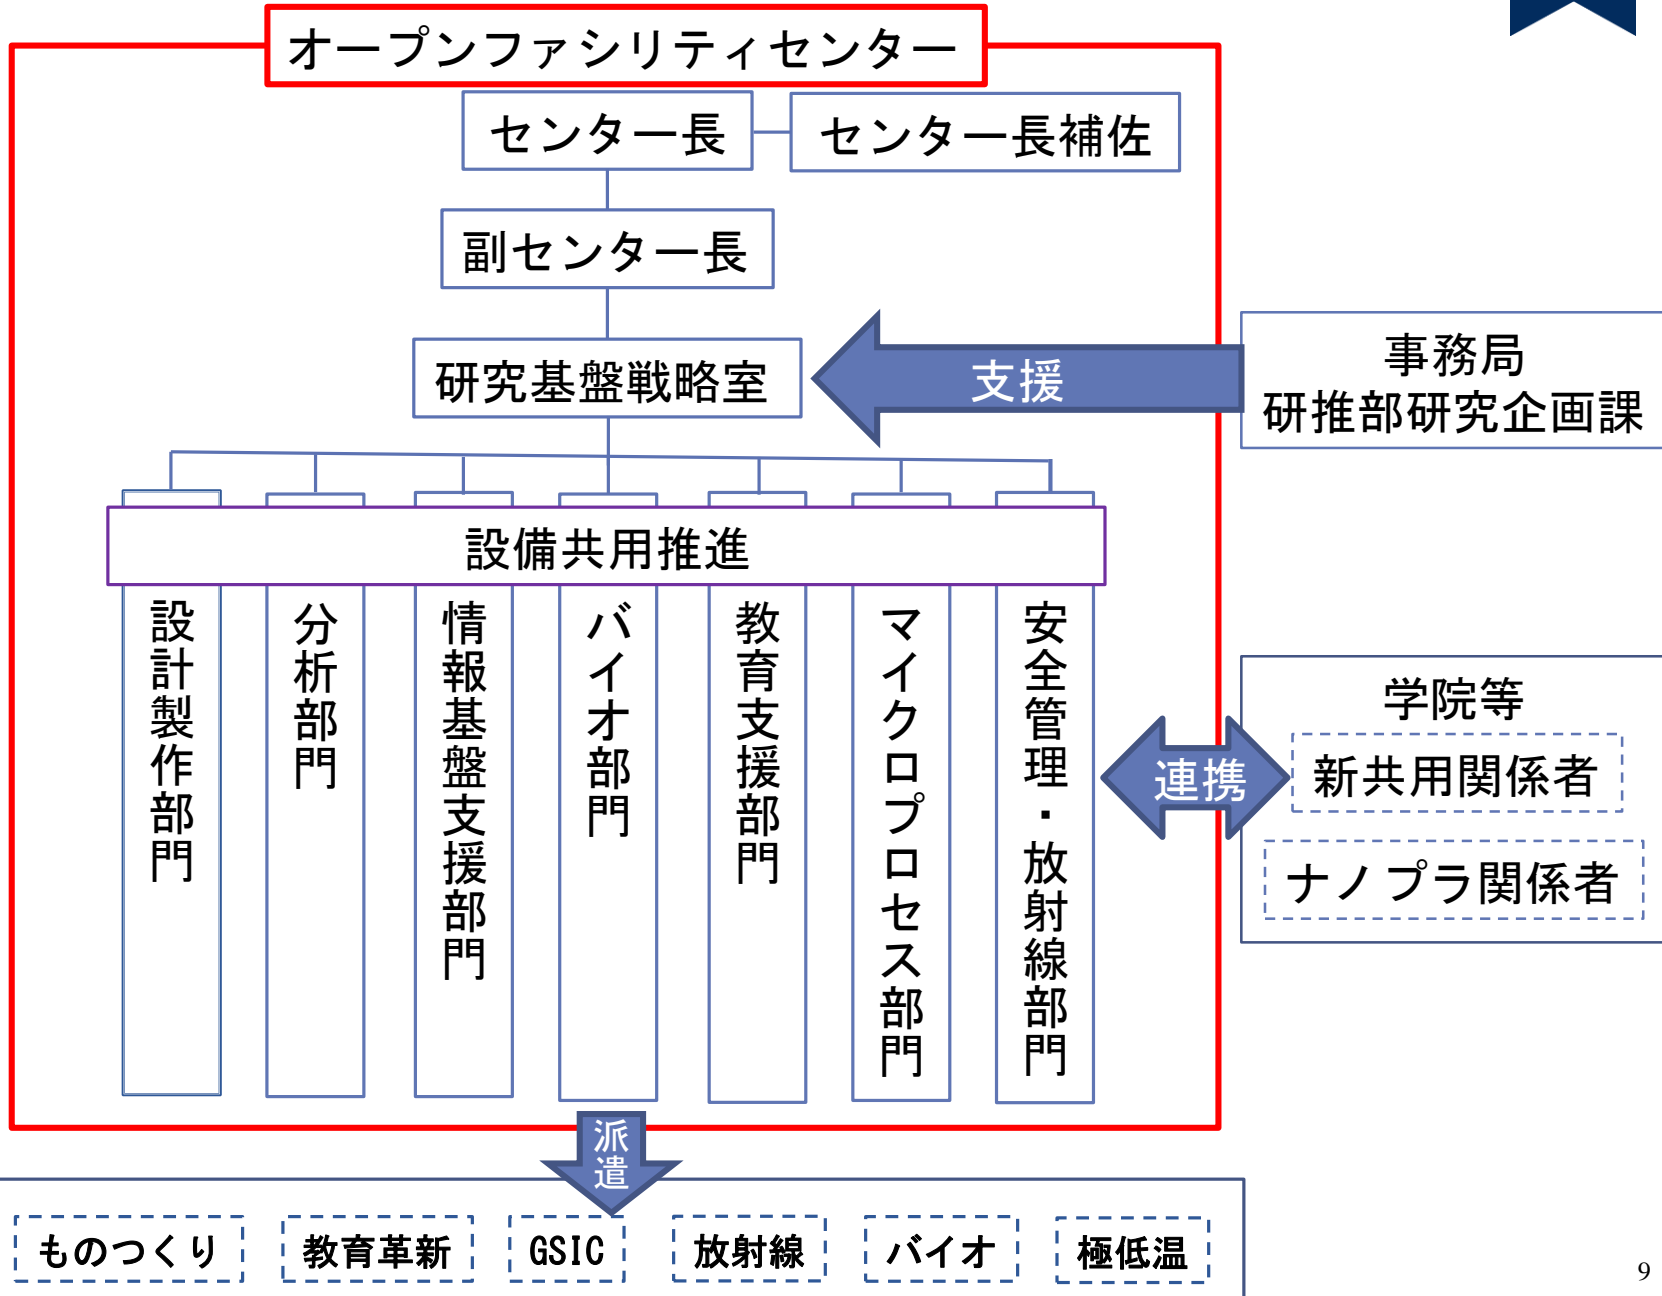 オープンファシリティセンター
センター長
センター長補佐
副センター長
研究基盤戦略室
支援
事務局
研推部研究企画課
設備共用推進
設計製作部門
分析部門
情報基盤支援部門
バイオ部門
教育支援部門
マイクロプロセス部門
安全管理・放射線部門
連携
学院等
新共用関係者
ナノプラ関係者
派遣
ものつくり
教育革新
GSIC
放射線
バイオ
極低温
9